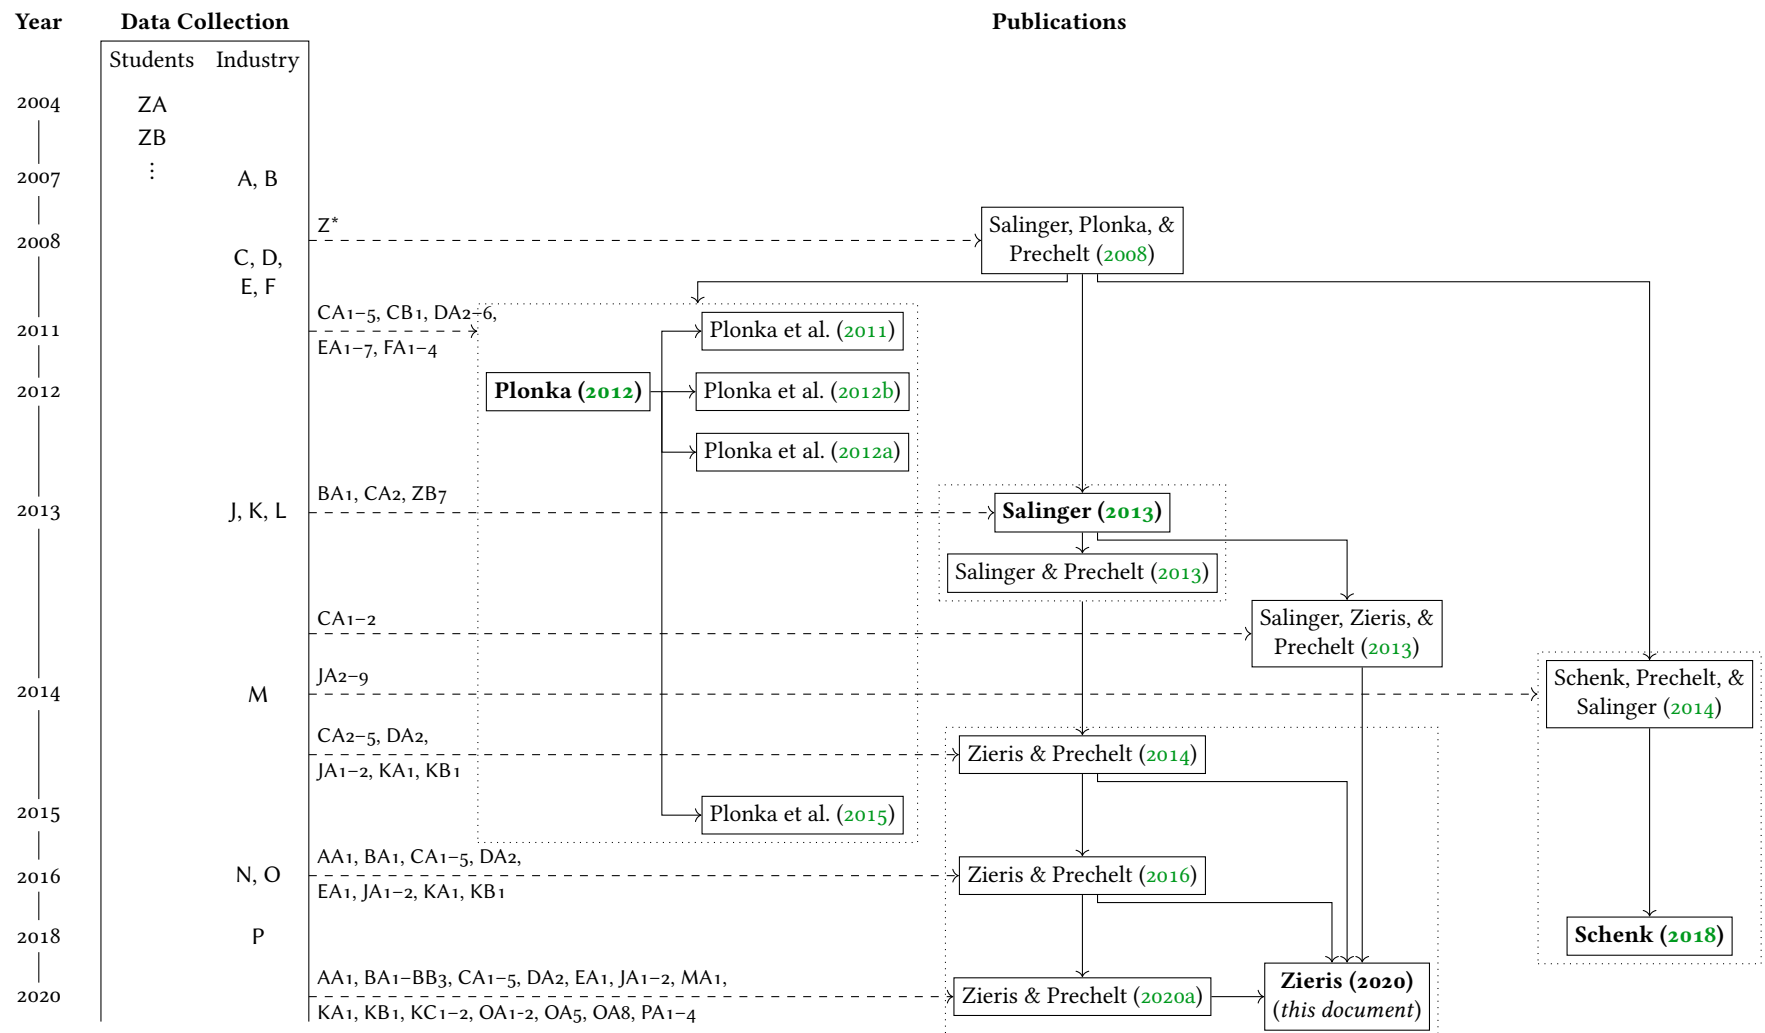 Year Data Collection Publications
Students Industry
2004 ZA
ZB
⋮
2007 A, B
Z*
Salinger, Plonka, &
2008
Prechelt (2008)
C, D,
E, F
CA1–5, CB1, DA2–6,
2011 Plonka et al. (2011)
EA1–7, FA1–4
2012 Plonka (2012) Plonka et al. (2012b)
Plonka et al. (2012a)
BA1, CA2, ZB7
2013 J, K, L Salinger (2013)
Salinger & Prechelt (2013)
CA1–2
Salinger, Zieris, &
Prechelt (2013)
JA2–9
Schenk, Prechelt, &
2014 M
Salinger (2014)
CA2–5, DA2,
Zieris & Prechelt (2014)
JA1–2, KA1, KB1
2015 Plonka et al. (2015)
AA1, BA1, CA1–5, DA2,
2016 N, O Zieris & Prechelt (2016)
EA1, JA1–2, KA1, KB1
2018 P Schenk (2018)
AA1, BA1–BB3, CA1–5, DA2, EA1, JA1–2, MA1,
Zieris (2020)
2020 Zieris & Prechelt (2020a)
(this document)
KA1, KB1, KC1–2, OA1-2, OA5, OA8, PA1–4